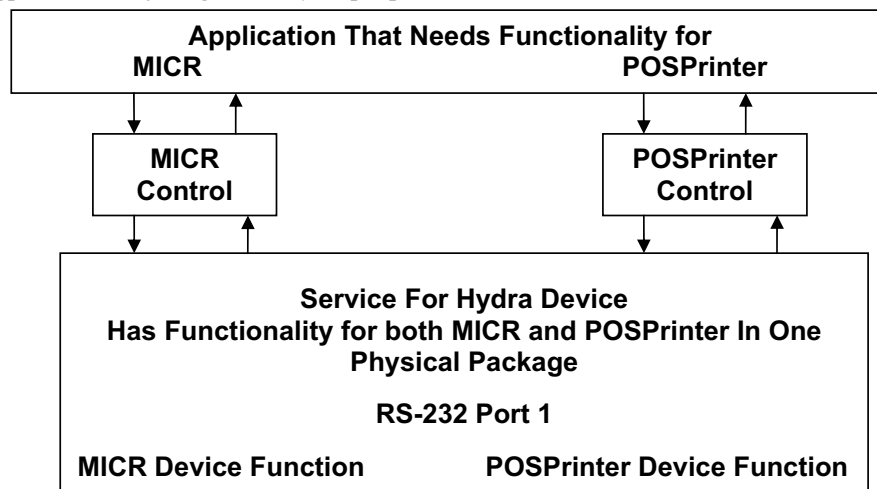 Application That Needs Functionality for
MICR POSPrinter
MICR
Control
POSPrinter
Control
Service For Hydra Device
Has Functionality for both MICR and POSPrinter In One
Physical Package
RS-232 Port 1
MICR Device Function POSPrinter Device Function